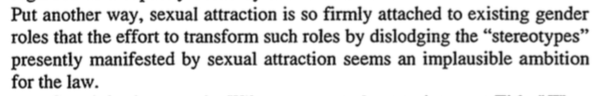 Put another way, sexual attraction is so firmly attached to existing gender
roles that the effort to transform such roles by dislodging the “stereotypes”
presently manifested by sexual attraction seems an implausible ambition
for the law.